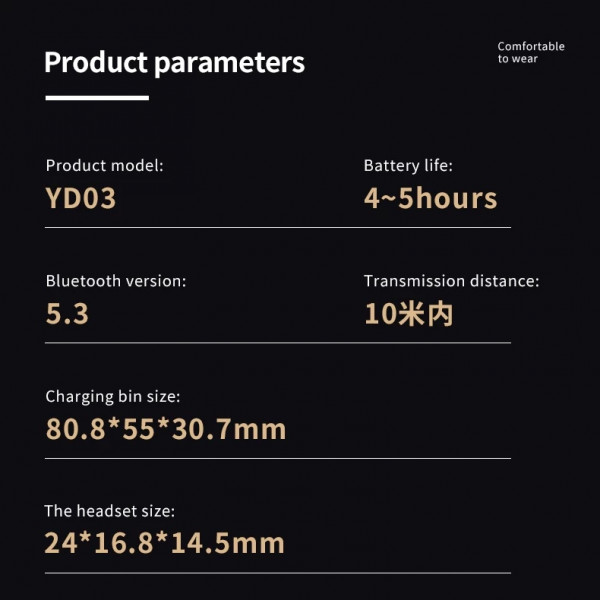 Product parameters
Comfortable
to wear
Product model:
YD03
Battery life:
4~5hours
Bluetooth version:
5.3
Transmission distance:
10米内
Charging bin size:
80.8*55*30.7mm
The headset size:
24*16.8*14.5mm